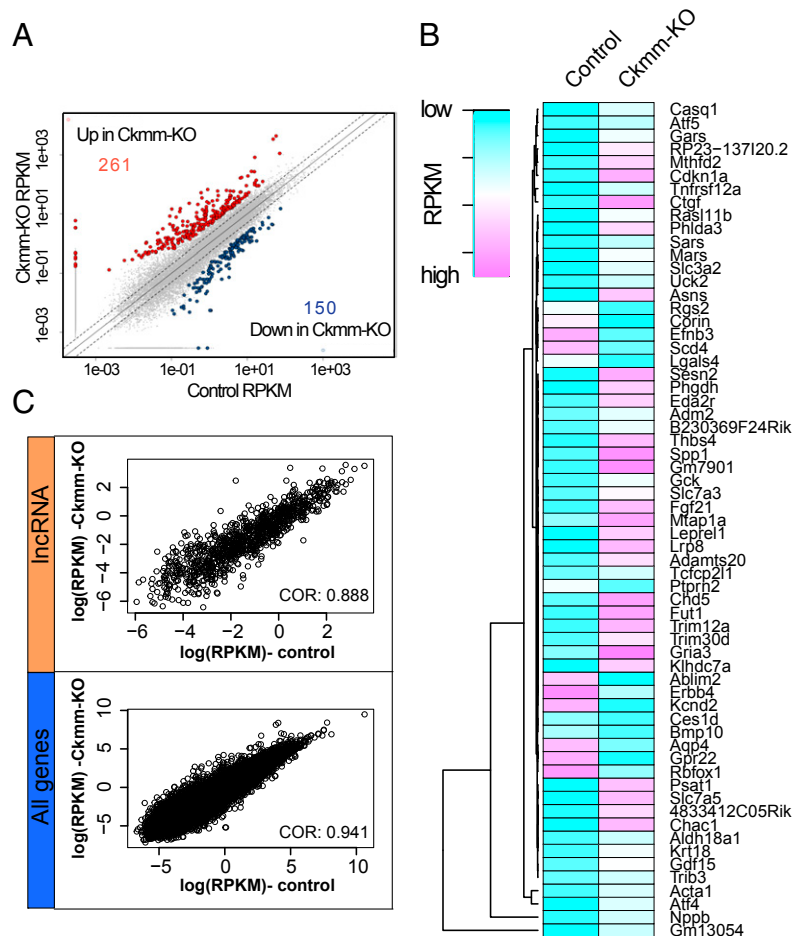 A
Up in Ckmm-KO
261
150
Down in Ckmm-KO
Ckmm-KO RPKM
1e+03
1e+01
1e-01
1e-03
1e-03
1e-01
1e+01
1e+03
Control RPKM
B
Control
Ckmm-KO
low
RPKM
high
Casq1
Atf5
Gars
RP23-137I20.2
Mthfd2
Cdkn1a
Tnfrsf12a
Ctgf
Rasl11b
Phlda3
Sars
Mars
Slc3a2
Uck2
Asns
Rgs2
Corin
Efnb3
Scd4
Lgals4
Sesn2
Phgdh
Eda2r
Adm2
B230369F24Rik
Thbs4
Spp1
Gm7901
Gck
Slc7a3
Fgf21
Mtap1a
Leprel1
Lrp8
Adamts20
Tcfcp2l1
Ptprh2
Chd5
Fut1
Trim12a
Trim30d
Gria3
Klhdc7a
Ablim2
Erbb4
Kcnd2
Ces1d
Bmp10
Aqp4
Gpr22
Rbfox1
Psat1
Slc7a5
4833412C05Rik
Chac1
Aldh18a1
Krt18
Gdf15
Trib3
Acta1
Atf4
Nppb
Gm13054
C
lncRNA
log(RPKM) -Ckmm-KO
2
0
-2
-4
-6
COR: 0.888
-6
-4
-2
0
2
log(RPKM)- control
All genes
log(RPKM) -Ckmm-KO
10
5
0
-5
COR: 0.941
-5
0
5
10
log(RPKM)- control